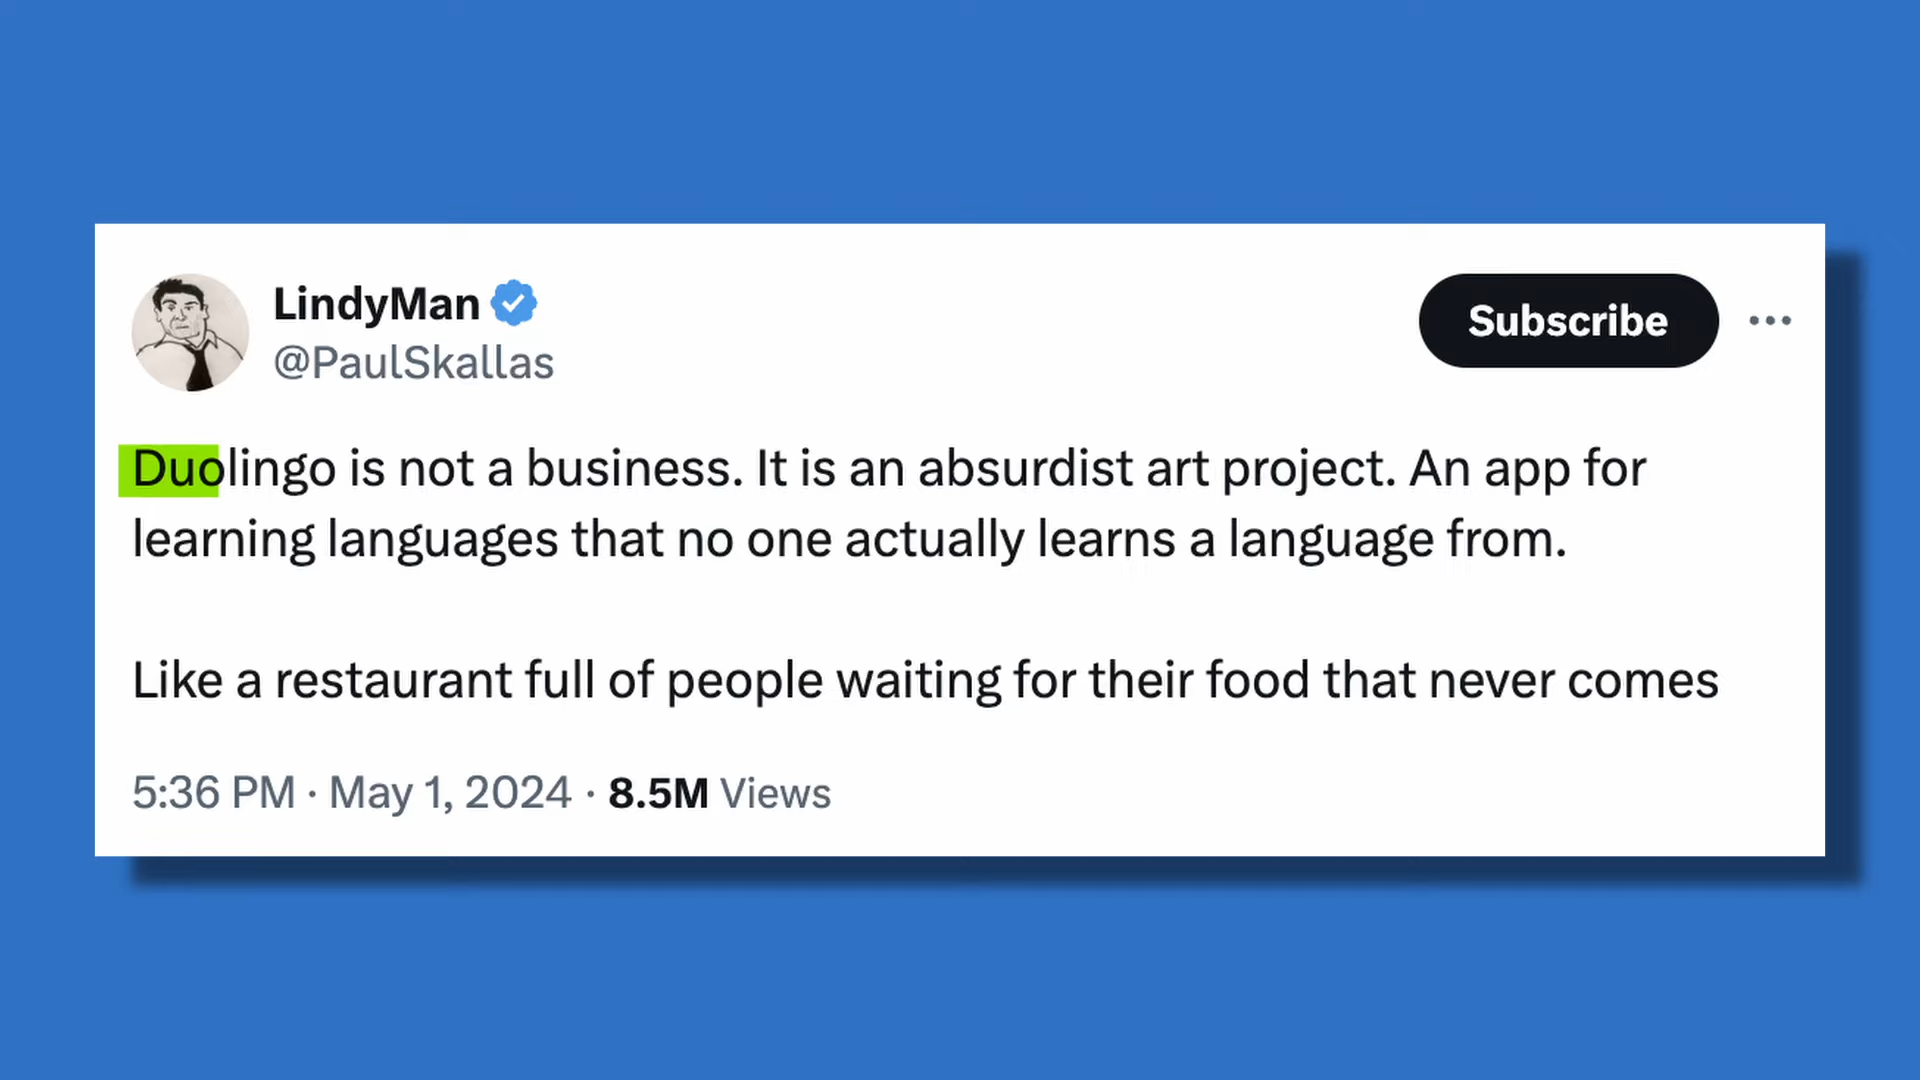 LindyMan
@PaulSkallas
Subscribe
Duolingo is not a business. It is an absurdist art project. An app for
learning languages that no one actually learns a language from.
Like a restaurant full of people waiting for their food that never comes
5:36 PM · May 1, 2024 · 8.5M Views